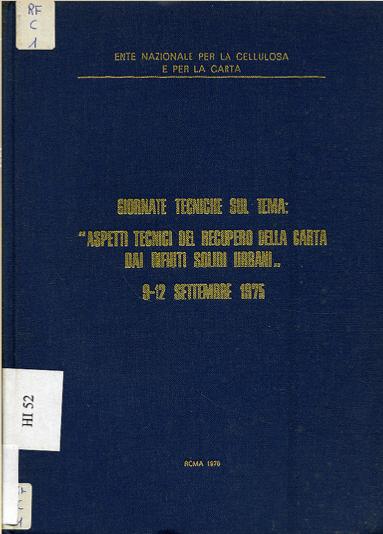 RF
C
1
ENTE NAZIONALE PER LA CELLULOSA
E PER LA CARTA
GIORNATE TECNICHE SUL TEMA:
"ASPETTI TECNICI DEL RECUPERO DELLA CARTA
DAI RIFIUTI SOLIDI URBANI„
9-12 SETTEMBRE 1975
HI 52
ROMA 1976
C
1